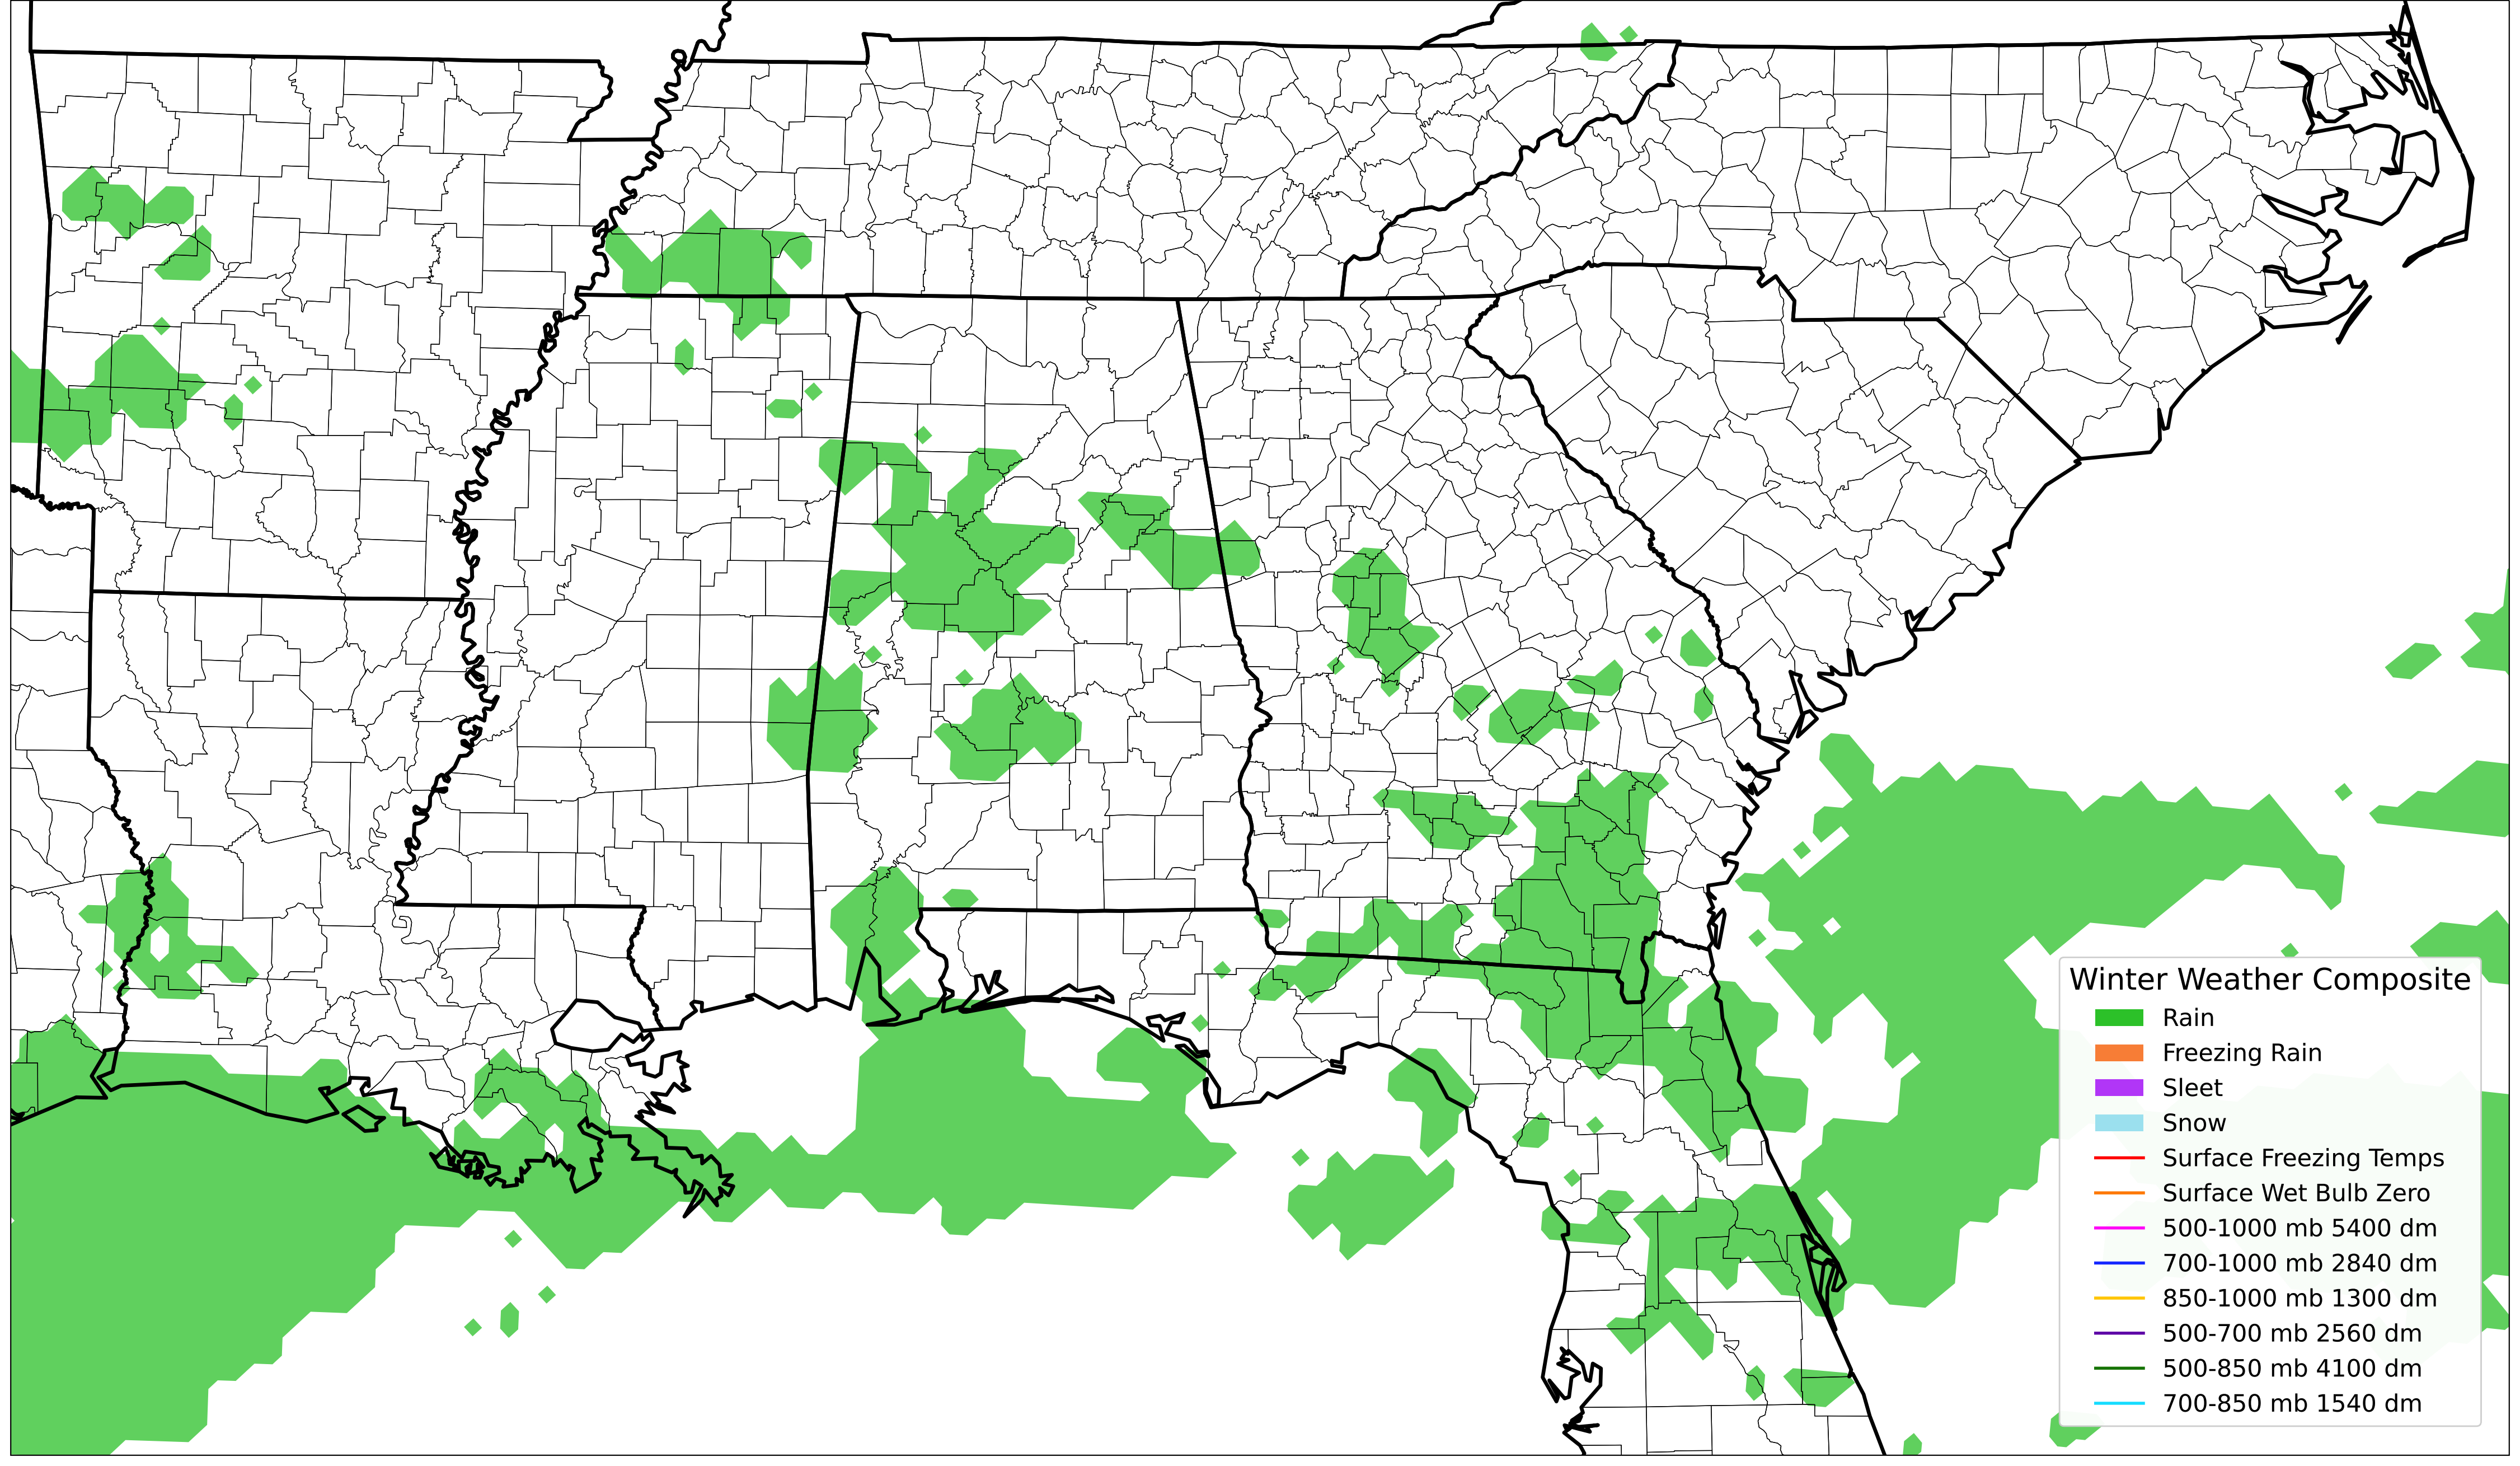 Winter Weather Composite
Rain
Freezing Rain
Sleet
Snow
Surface Freezing Temps
Surface Wet Bulb Zero
500-1000 mb 5400 dm
700-1000 mb 2840 dm
850-1000 mb 1300 dm
500-700 mb 2560 dm
500-850 mb 4100 dm
700-850 mb 1540 dm